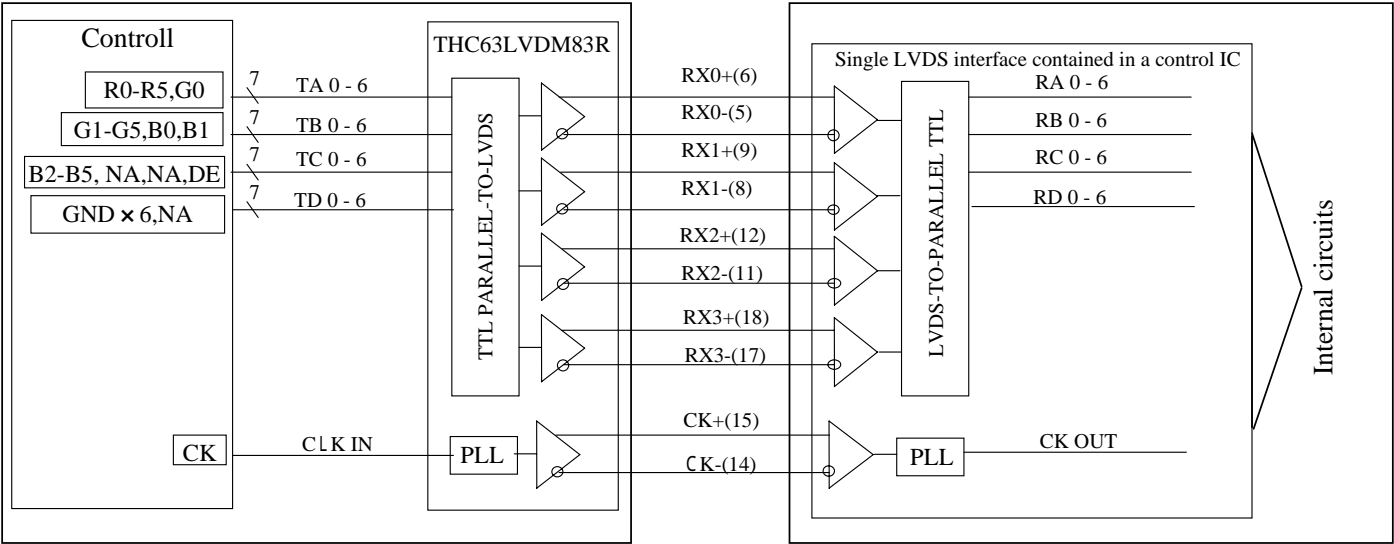 Controll
THC63LVDM83R
Single LVDS interface contained in a control IC
R0-R5,G0
7
TA 0 - 6
RX0+(6)
RA 0 - 6
G1-G5,B0,B1
7
TB 0 - 6
RX0-(5)
RB 0 - 6
B2-B5, NA,NA,DE
7
TC 0 - 6
RX1+(9)
RC 0 - 6
GND × 6,NA
7
TD 0 - 6
RX1-(8)
RD 0 - 6
TTL PARALLEL-TO-LVDS
RX2+(12)
RX2-(11)
RX3+(18)
RX3-(17)
LVDS-TO-PARALLEL TTL
Internal circuits
CK
CLK IN
PLL
CK+(15)
CK-(14)
PLL
CK OUT